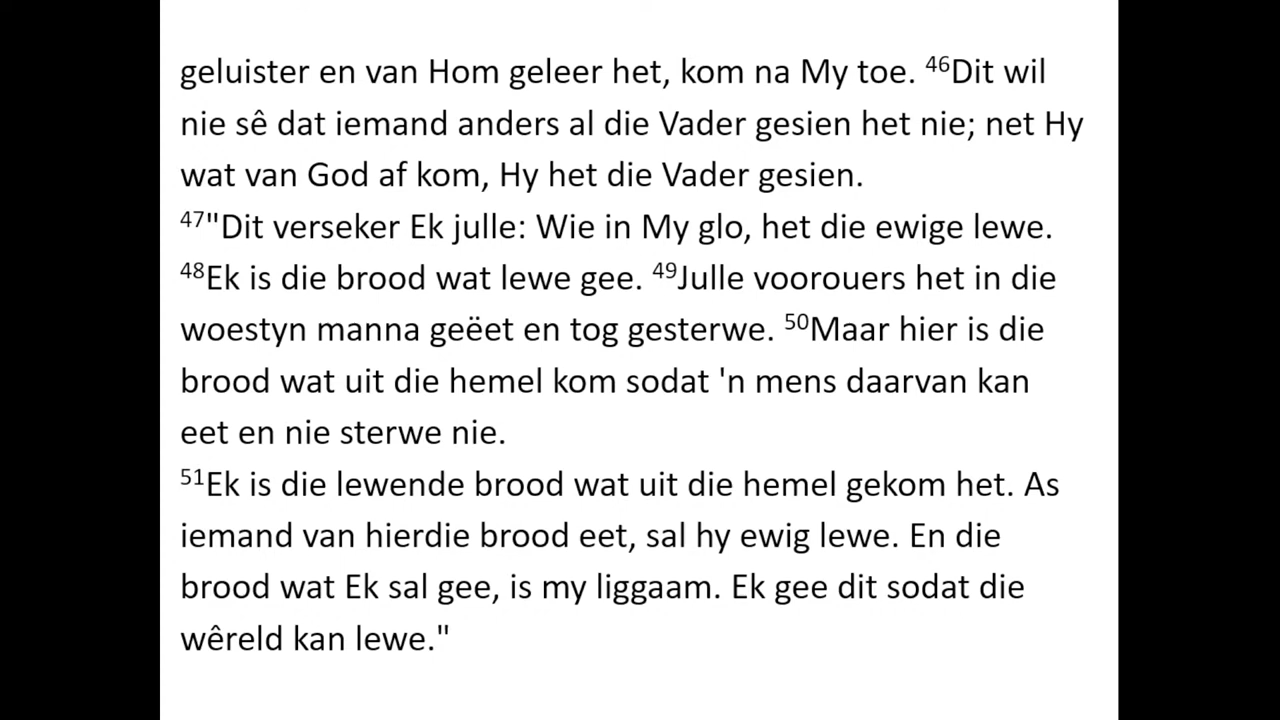 geluister en van Hom geleer het, kom na My toe. ⁴⁶Dit wil
nie sê dat iemand anders al die Vader gesien het nie; net Hy
wat van God af kom, Hy het die Vader gesien.
⁴⁷"Dit verseker Ek julle: Wie in My glo, het die ewige lewe.
⁴⁸Ek is die brood wat lewe gee. ⁴⁹Julle voorouers het in die
woestyn manna geëet en tog gesterwe. ⁵⁰Maar hier is die
brood wat uit die hemel kom sodat 'n mens daarvan kan
eet en nie sterwe nie.
⁵¹Ek is die lewende brood wat uit die hemel gekom het. As
iemand van hierdie brood eet, sal hy ewig lewe. En die
brood wat Ek sal gee, is my liggaam. Ek gee dit sodat die
wêreld kan lewe."